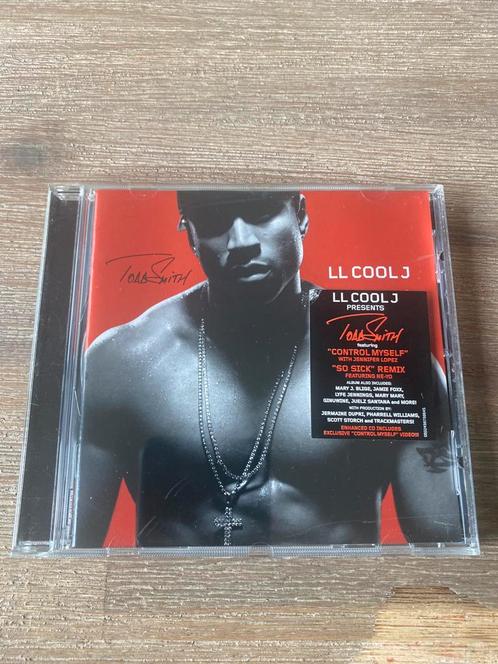 Todd Smith
LL COOL J
LL COOL J
PRESENTS
Todd Smith
featuring
"CONTROL MYSELF"
WITH JENNIFER LOPEZ
"SO SICK" REMIX
FEATURING NE-YO
ALBUM ALSO INCLUDES:
MARY J. BLIGE, JAMIE FOXX,
LYFE JENNINGS, MARY MARY,
GINUWINE, JUELZ SANTANA and MORE!
WITH PRODUCTION BY:
JERMAINE DUPRI, PHARRELL WILLIAMS,
SCOTT STORCH and TRACKMASTERS!
ENHANCED CD INCLUDES
EXCLUSIVE "CONTROL MYSELF" VIDEO!!!